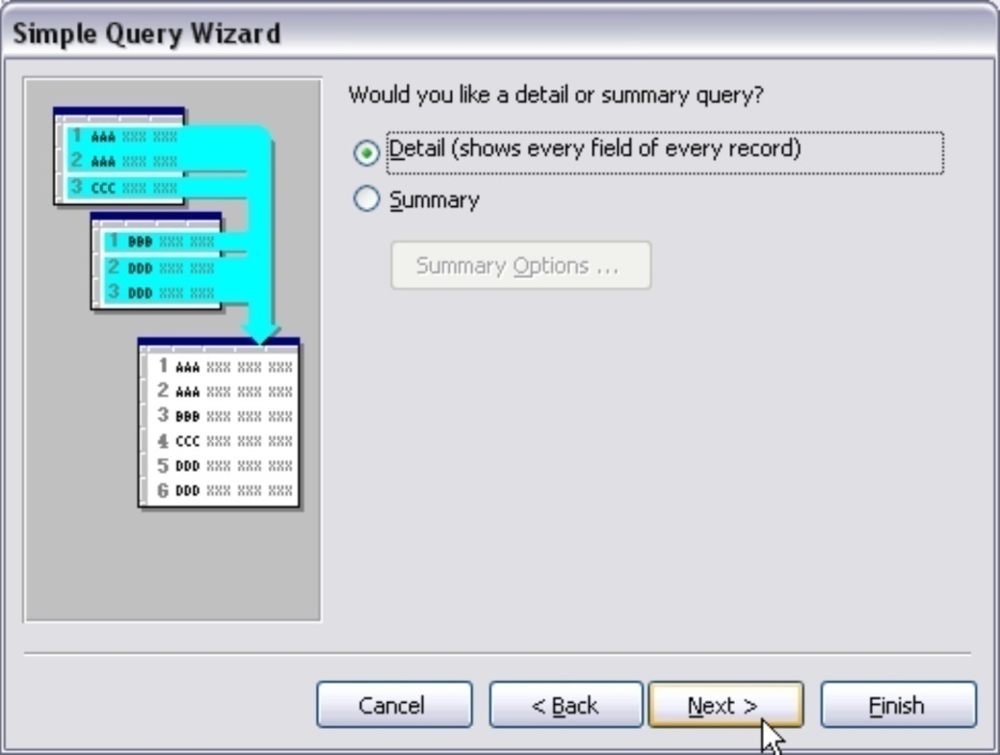 Simple Query Wizard
Would you like a detail or summary query?
Detail (shows every field of every record)
Summary
Summary Options ...
1 AAA XXX XXX
2 AAA XXX XXX
3 CCC XXX XXX
1 BBB XXX XXX
2 DDD XXX XXX
3 DDD XXX XXX
1 AAA XXX XXX XXX
2 AAA XXX XXX XXX
3 BBB XXX XXX XXX
4 CCC XXX XXX XXX
5 DDD XXX XXX XXX
6 DDD XXX XXX XXX
Cancel
< Back
Next >
Finish